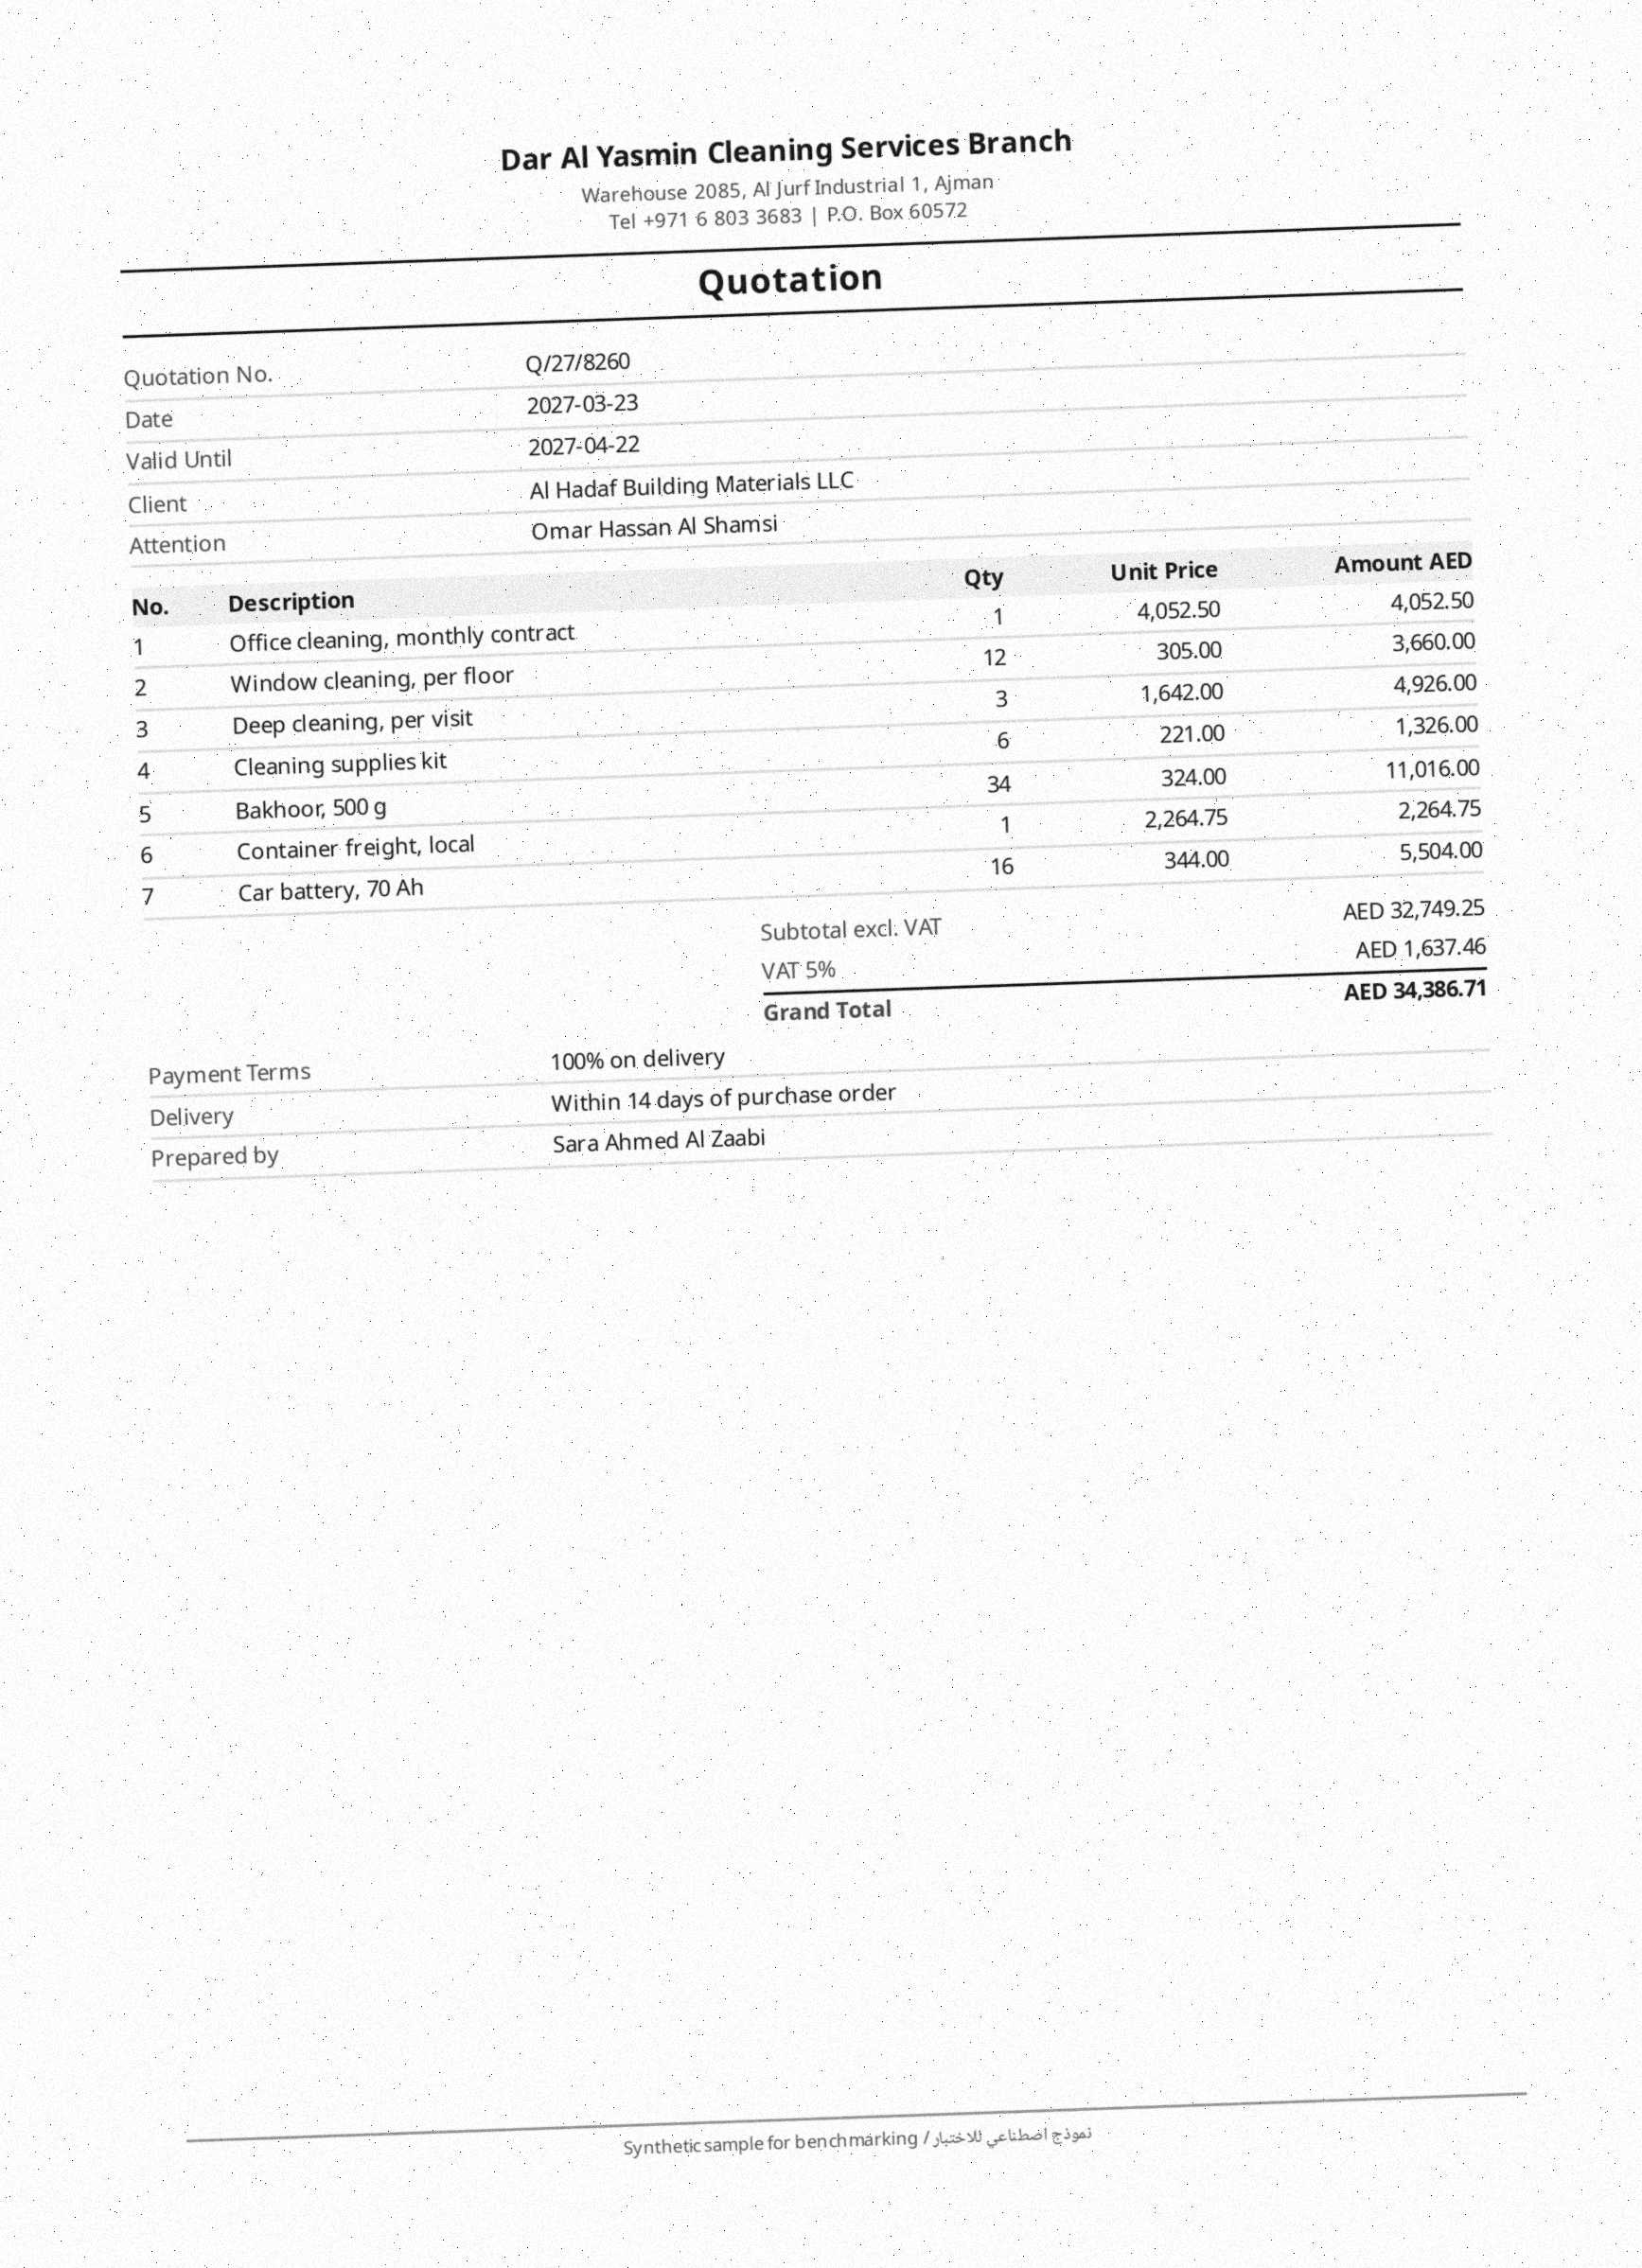 Dar Al Yasmin Cleaning Services Branch
Warehouse 2085, Al Jurf Industrial 1, Ajman
Tel +971 6 803 3683 | P.O. Box 60572
Quotation
Quotation No. Q/27/8260
Date 2027-03-23
Valid Until 2027-04-22
Client Al Hadaf Building Materials LLC
Attention Omar Hassan Al Shamsi
No. Description Qty Unit Price Amount AED
1 Office cleaning, monthly contract 1 4,052.50 4,052.50
2 Window cleaning, per floor 12 305.00 3,660.00
3 Deep cleaning, per visit 3 1,642.00 4,926.00
4 Cleaning supplies kit 6 221.00 1,326.00
5 Bakhoor, 500 g 34 324.00 11,016.00
6 Container freight, local 1 2,264.75 2,264.75
7 Car battery, 70 Ah 16 344.00 5,504.00
Subtotal excl. VAT AED 32,749.25
VAT 5% AED 1,637.46
Grand Total AED 34,386.71
Payment Terms 100% on delivery
Delivery Within 14 days of purchase order
Prepared by Sara Ahmed Al Zaabi
Synthetic sample for benchmarking / نموذج اصطناعي للاختبار